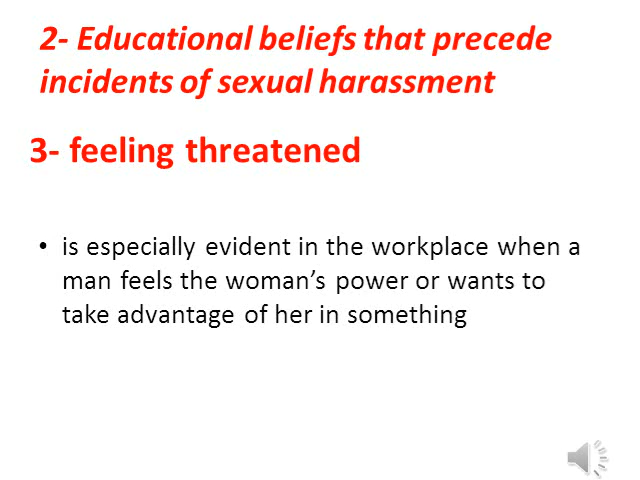 2- Educational beliefs that precede
incidents of sexual harassment
3- feeling threatened
• is especially evident in the workplace when a
man feels the woman’s power or wants to
take advantage of her in something